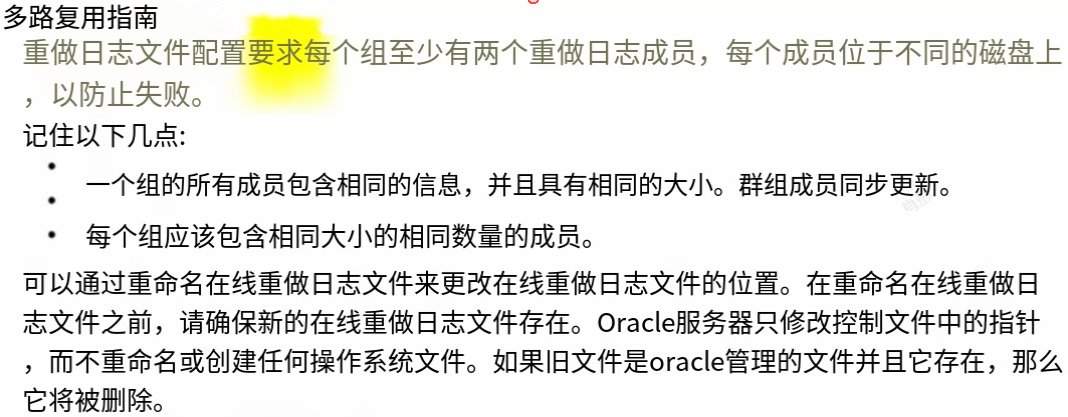 多路复用指南
重做日志文件配置要求每个组至少有两个重做日志成员，每个成员位于不同的磁盘上
，以防止失败。
记住以下几点:
• 一个组的所有成员包含相同的信息，并且具有相同的大小。群组成员同步更新。
•
• 每个组应该包含相同大小的相同数量的成员。
可以通过重命名在线重做日志文件来更改在线重做日志文件的位置。在重命名在线重做日
志文件之前，请确保新的在线重做日志文件存在。Oracle服务器只修改控制文件中的指针
，而不重命名或创建任何操作系统文件。如果旧文件是oracle管理的文件并且它存在，那么
它将被删除。